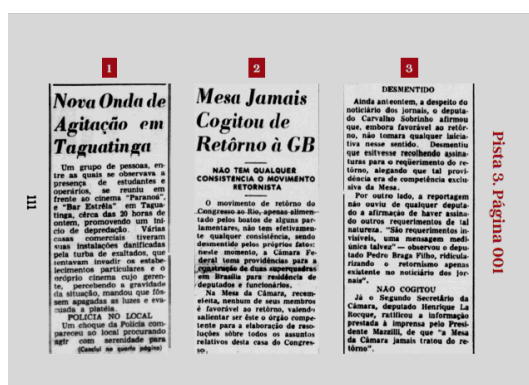 1
Nova Onda de
Agitação em
Taguatinga
Um grupo de pessoas, en-
tre as quais se observava a
presença de estudantes e
operários, se reuniu em
frente ao cinema "Paranoá",
e "Bar Estrêla" em Tagua-
tinga, cêrca das 20 horas de
ontem, promovendo um iní-
cio de depredação. Várias
casas comerciais tiveram
suas instalações danificadas
pela turba de exaltados, que
tentavam invadir os estabe-
lecimentos particulares e o
próprio cinema cujo geren-
te, percebendo a gravidade
da situação, mandou que fôs-
sem apagadas as luzes e eva-
cuada a platéia.
POLÍCIA NO LOCAL
Um choque da Polícia com-
pareceu ao local procurando
agir com serenidade para
(Conclui na quarta página)
2
Mesa Jamais
Cogitou de
Retôrno à GB
NÃO TEM QUALQUER
CONSISTÊNCIA O MOVIMENTO
RETORNISTA
O movimento de retôrno do
Congresso ao Rio, apenas alimen-
tado pelos boatos de alguns par-
lamentares, não tem efetivamen-
te qualquer consistência, sendo
desmentido pelos próprios fatos:
neste momento, a Câmara Fe-
deral toma providências para a
construção de duas superquadras
em Brasília para residência de
deputados e funcionários.
Na Mesa da Câmara, recem-
eleita, nenhum de seus membros
é favorável ao retôrno, valendo
salientar ser êste o órgão compe-
tente para a elaboração de reso-
luções sôbre todos os assuntos
relativos desta casa do Congres-
so.
3
DESMENTIDO
Ainda anteontem, a despeito do
noticiário dos jornais, o deputa-
do Carvalho Sobrinho afirmou
que, embora favorável ao retôr-
no, não tomara qualquer inicia-
tiva nesse sentido. Desmentiu
que estivesse recolhendo assina-
turas para o reqüerimento do re-
tôrno, alegando que tal provi-
dência era de competência exclu-
siva da Mesa.
Por outro lado, a reportagem
não ouviu de qualquer deputa-
do a afirmação de haver assina-
do outros requerimentos de tal
natureza. "São requerimentos in-
visíveis, uma mensagem medi-
única talvez" — observou o depu-
tado Pedro Braga Filho, ridicula-
rizando o retornismo apenas
existente no noticiário dos jor-
nais".
NÃO COGITOU
Já o Segundo Secretário da
Câmara, deputado Henrique La
Rocque, ratificou a informação
prestada à imprensa pelo Presi-
dente Mazzilli, de que "a Mesa
da Câmara jamais tratou do re-
tôrno".
Pista 3, Página 001
111